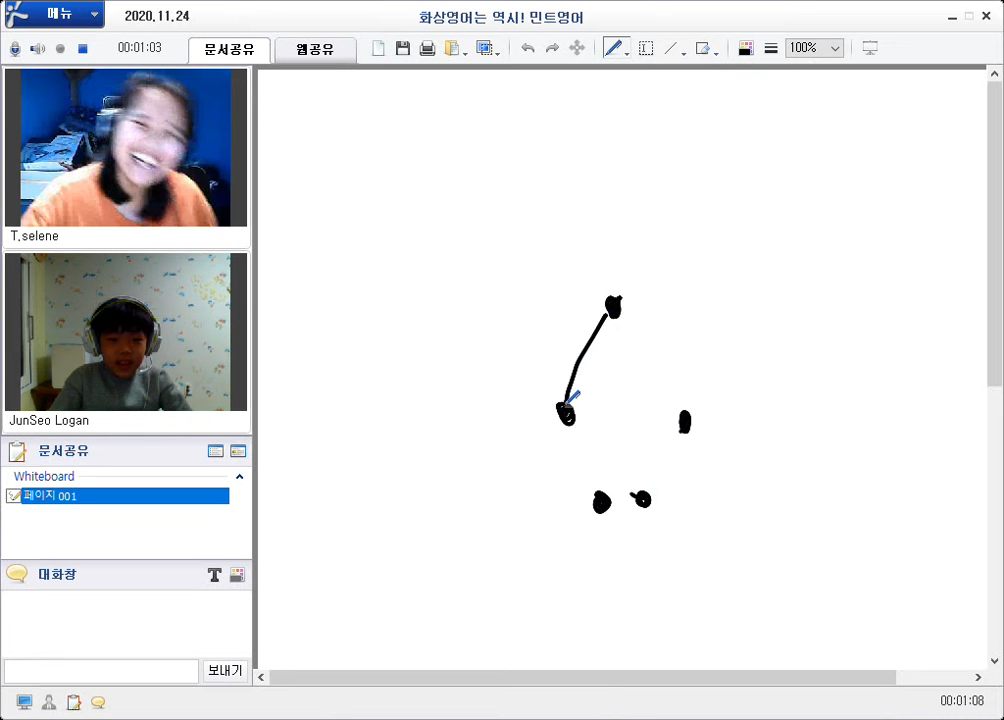 메뉴
2020.11.24
화상영어는 역시! 민트영어
00:01:03
문서공유
웹공유
100%
T.selene
JunSeo Logan
문서공유
Whiteboard
페이지 001
대화창
T
보내기
00:01:08